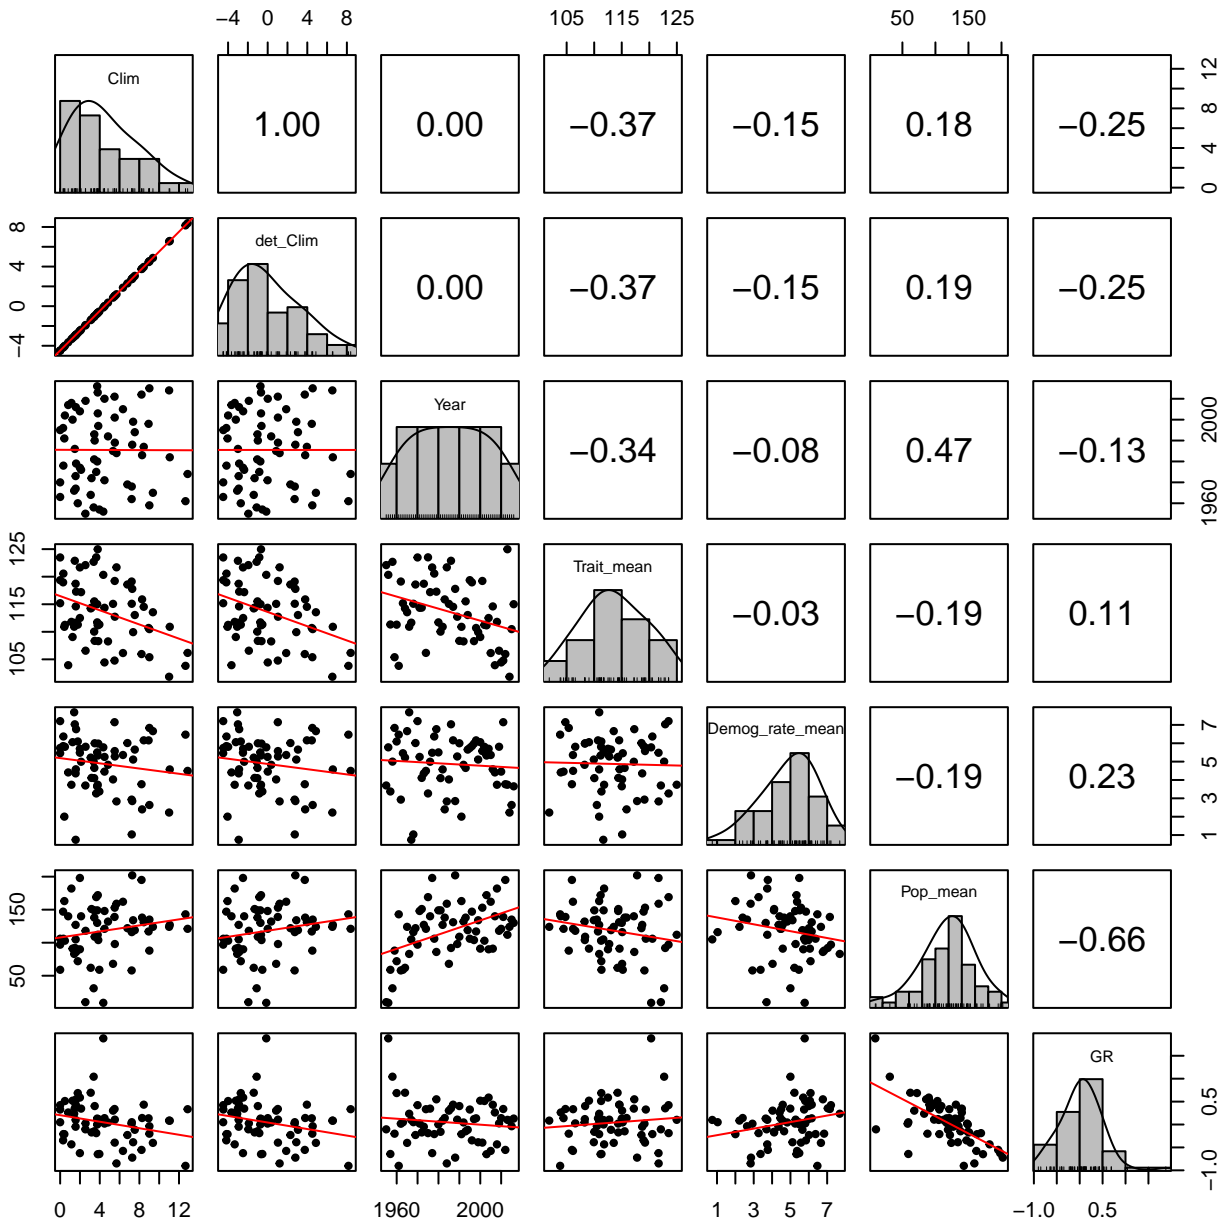 −4 0 4 8 105 115 125 50 150
Clim
1.00 0.00 −0.37 −0.15 0.18 −0.25
0 4 8 12
−4 0 4 8
det_Clim
0.00 −0.37 −0.15 0.19 −0.25
Year
−0.34 −0.08 0.47 −0.13
1960 2000
105 115 125
Trait_mean
−0.03 −0.19 0.11
Demog_rate_mean
−0.19 0.23
1 3 5 7
50 150
Pop_mean
−0.66
GR
−1.0 0.5
0 4 8 12 1960 2000 1 3 5 7 −1.0 0.5